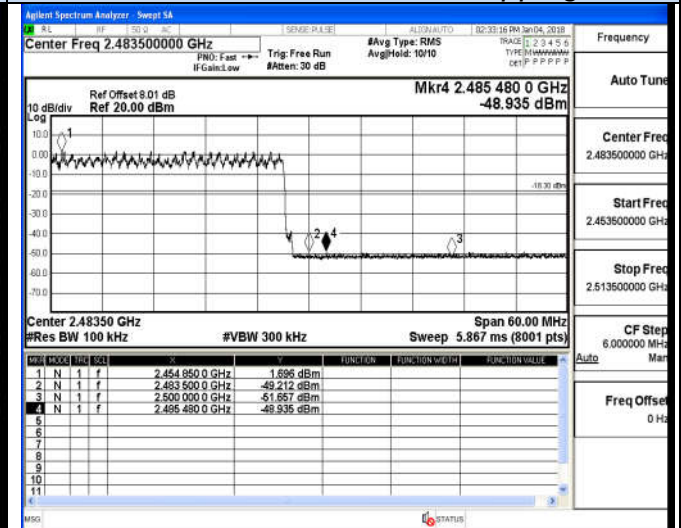 Agilent Spectrum Analyzer - Swept SA
RL RF 50 Ω AC SENSE:PULSE ALIGN AUTO 02:33:16 PM Jan 04, 2018
Center Freq 2.483500000 GHz
PNO: Fast
IFGain:Low
Trig: Free Run
#Atten: 30 dB
#Avg Type: RMS
Avg|Hold: 10/10
TRACE 1 2 3 4 5 6
TYPE M WWWWW
DET P P P P P P
Ref Offset 8.01 dB
Ref 20.00 dBm
10 dB/div
Log
Mkr4 2.485 480 0 GHz
-48.935 dBm
10.0
0.00
-10.0
-20.0
-30.0
-40.0
-50.0
-60.0
-70.0
1
2
4
3
-18.30 dBm
Center 2.48350 GHz
Span 60.00 MHz
#Res BW 100 kHz
#VBW 300 kHz
Sweep 5.867 ms (8001 pts)
MKR MODE TRC SCL X Y FUNCTION FUNCTION WIDTH FUNCTION VALUE
1 N 1 f 2.454 850 0 GHz 1.696 dBm
2 N 1 f 2.483 500 0 GHz -49.212 dBm
3 N 1 f 2.500 000 0 GHz -51.657 dBm
4 N 1 f 2.485 480 0 GHz -48.935 dBm
5
6
7
8
9
10
11
MSG
STATUS
Frequency
Auto Tune
Center Freq
2.483500000 GHz
Start Freq
2.453500000 GHz
Stop Freq
2.513500000 GHz
CF Step
6.000000 MHz
Auto Man
Freq Offset
0 Hz